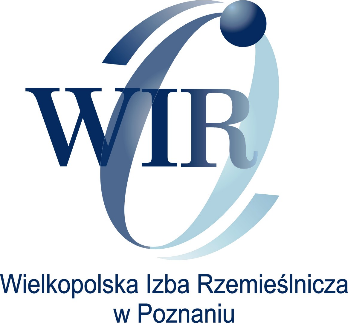 WIR
Wielkopolska Izba Rzemieślnicza
w Poznaniu